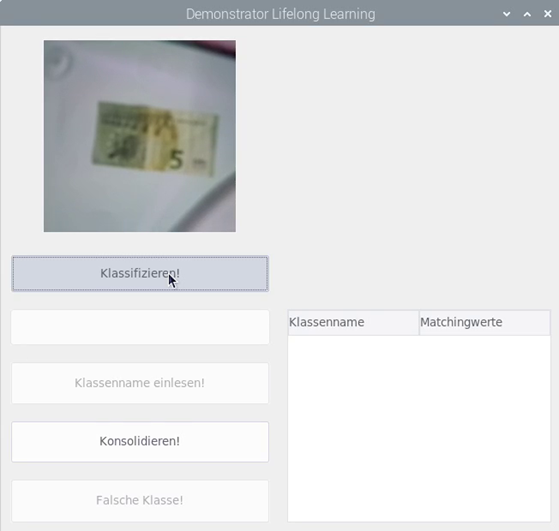 Demonstrator Lifelong Learning
5
Klassifizieren!
Klassenname Matchingwerte
Klassenname einlesen!
Konsolidieren!
Falsche Klasse!